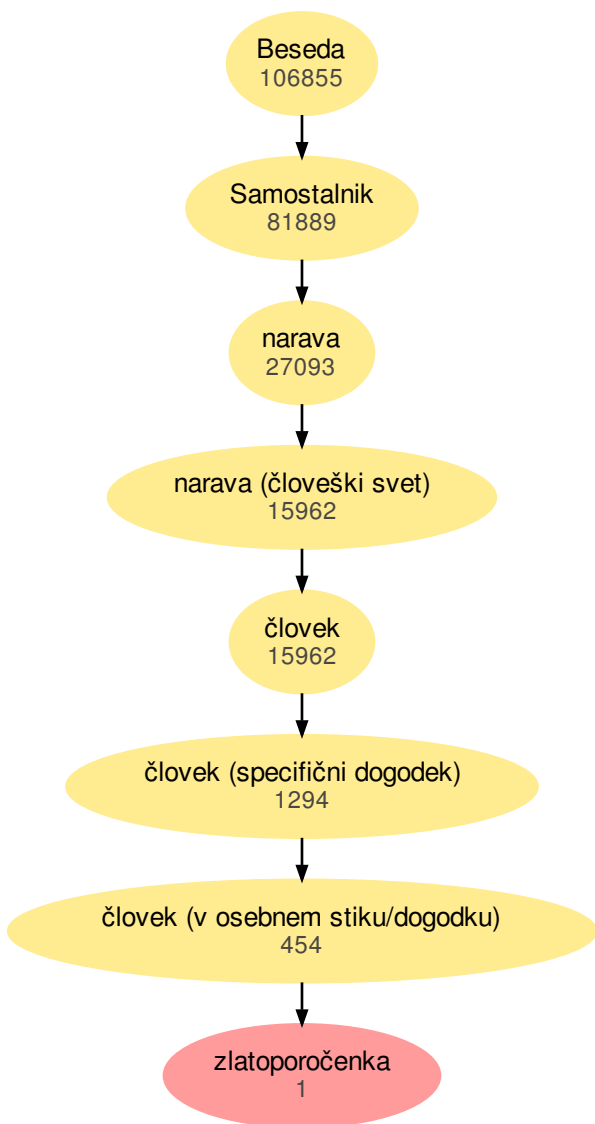 Beseda
106855
Samostalnik
81889
narava
27093
narava (človeški svet)
15962
človek
15962
človek (specifični dogodek)
1294
človek (v osebnem stiku/dogodku)
454
zlatoporočenka
1